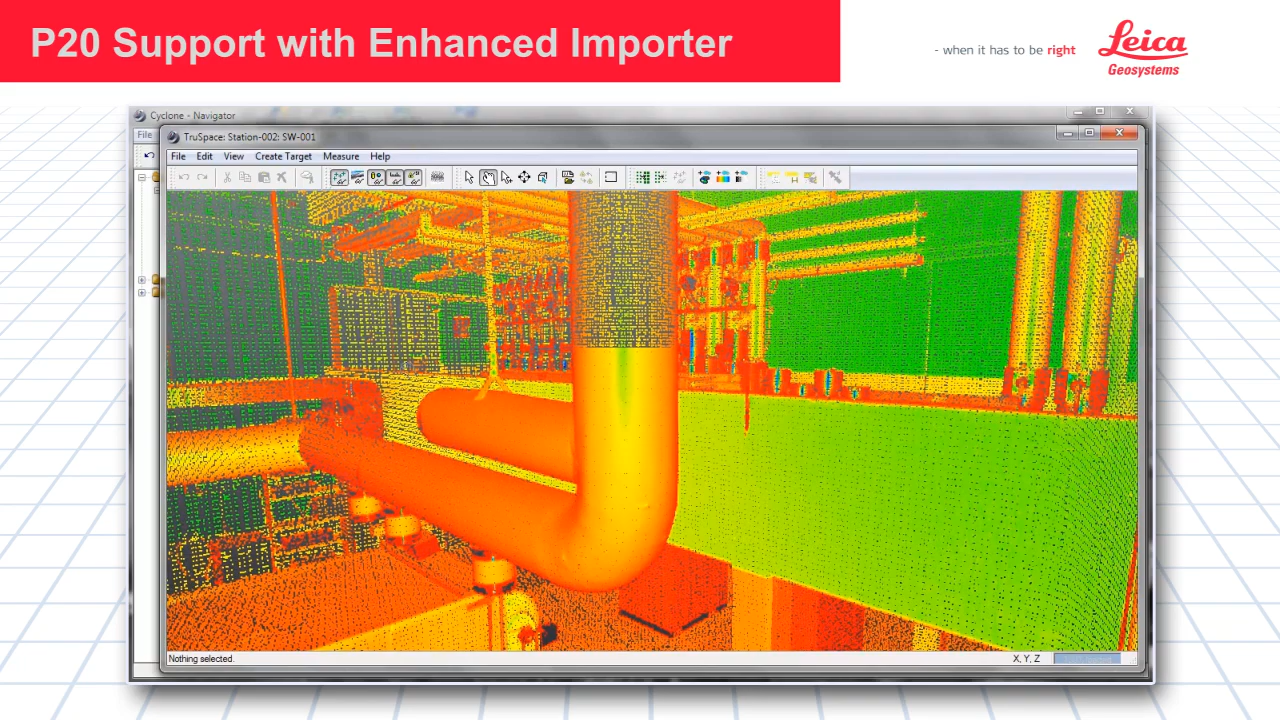 P20 Support with Enhanced Importer
- when it has to be right
Leica
Geosystems
Cyclone - Navigator
File
TruSpace: Station-002: SW-001
File Edit View Create Target Measure Help
Nothing selected.
X, Y, Z